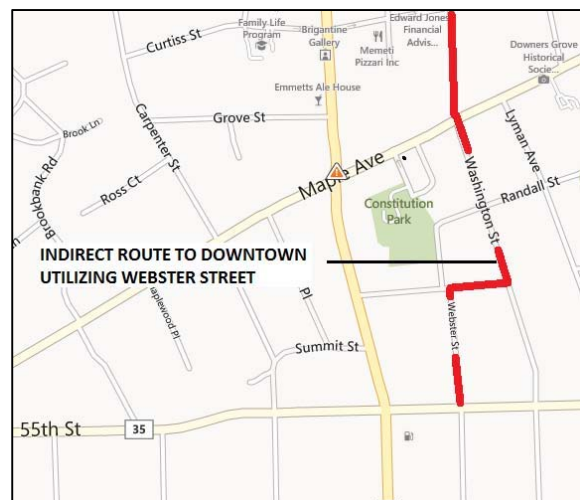 Edward Jones
Financial
Advis...
Family Life
Program
Brigantine
Gallery
Memeti
Pizzari Inc
Downers Grove
Historical
Socie...
Curtiss St
Emmetts Ale House
Grove St
Carpenter St
Brook Ln
Brookbank Rd
Ross Ct
Maple Ave
Lyman Ave
Washington St
Randall St
Constitution
Park
INDIRECT ROUTE TO DOWNTOWN
UTILIZING WEBSTER STREET
Maplewood Pl
Pl
Webster St
Summit St
55th St
35